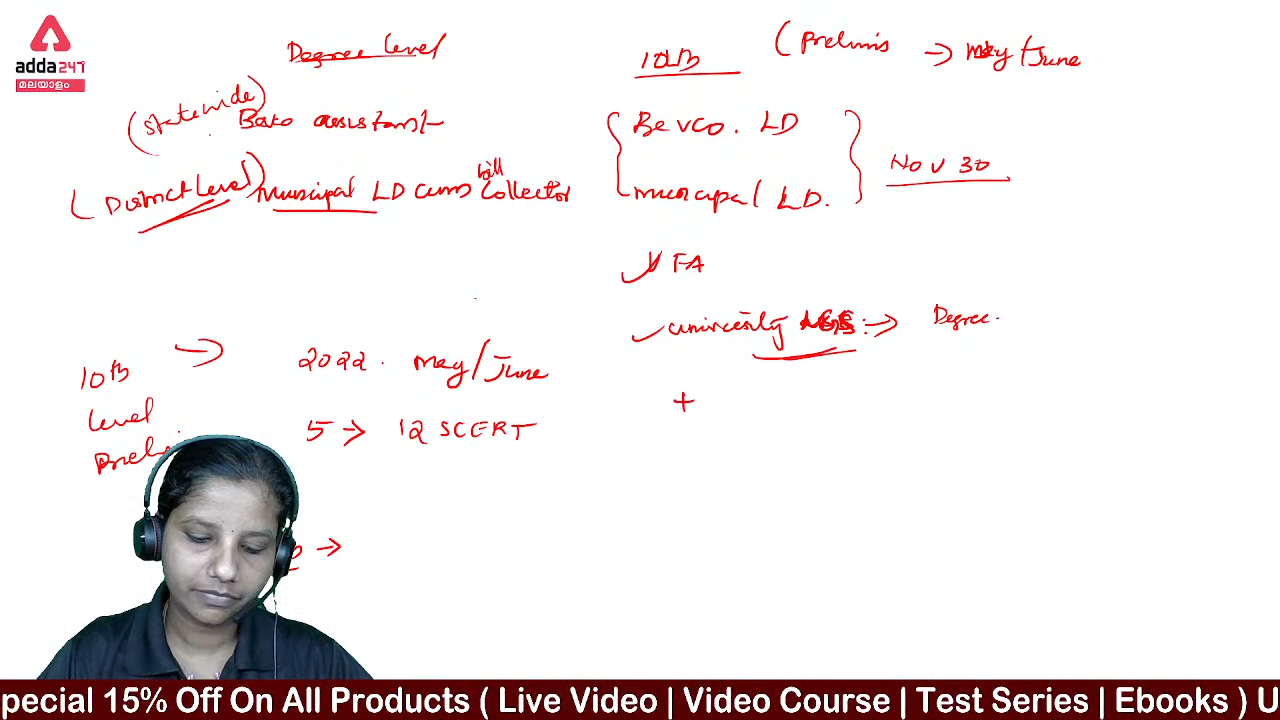 adda247
മലയാളം
Degree level
(statewide)
assistant
(District Level) Municipal LD cum bill Collector
10th (Prelims → May/June
Bevco. LD
Municipal LD.
Nov 30
FA
university LGS → Degree.
+
10th → 2022. May/June
level
5 → 12 SCERT
→
pecial 15% Off On All Products ( Live Video | Video Course | Test Series | Ebooks ) U